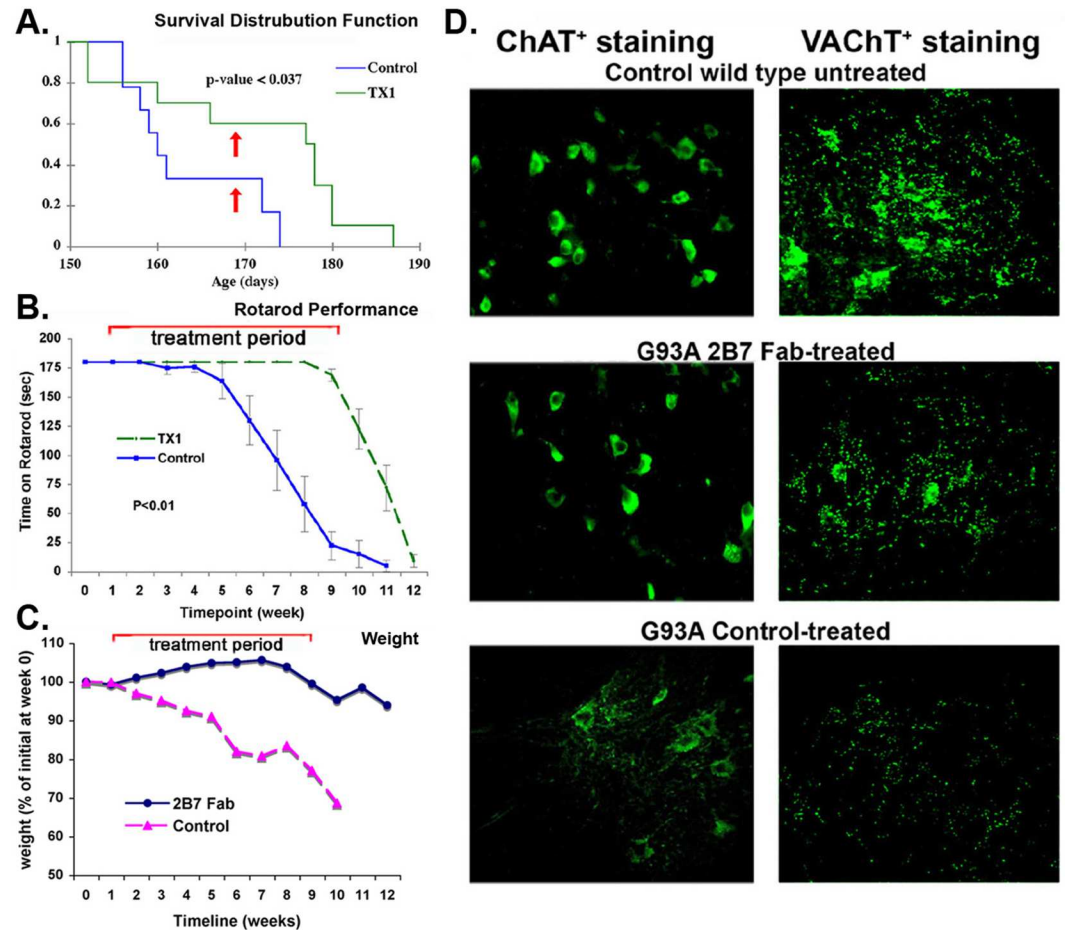 A.
Survival Distrubution Function
1
0.8
0.6
0.4
0.2
0
p-value < 0.037
Control
TX1
150
160
170
180
190
Age (days)
B.
Rotarod Performance
treatment period
Time on Rotarod (sec)
200
175
150
125
100
75
50
25
0
TX1
Control
P<0.01
0 1 2 3 4 5 6 7 8 9 10 11 12
Timepoint (week)
C.
Weight
treatment period
weight (% of initial at week 0)
110
100
90
80
70
60
50
2B7 Fab
Control
0 1 2 3 4 5 6 7 8 9 10 11 12
Timeline (weeks)
D.
ChAT⁺ staining
VAChT⁺ staining
Control wild type untreated
G93A 2B7 Fab-treated
G93A Control-treated